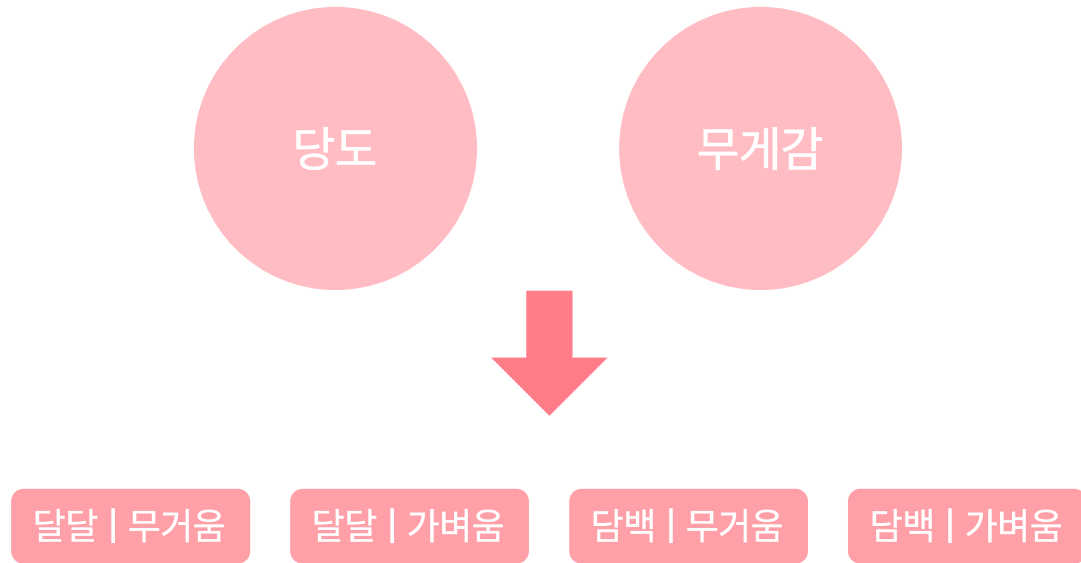 당도
무게감
달달 | 무거움
달달 | 가벼움
담백 | 무거움
담백 | 가벼움